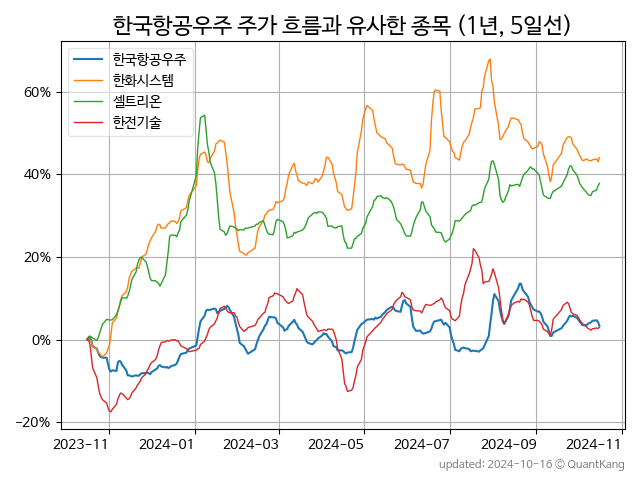 한국항공우주 주가 흐름과 유사한 종목 (1년, 5일선)
한국항공우주
한화시스템
셀트리온
한전기술
60%
40%
20%
0%
−20%
2023-11 2024-01 2024-03 2024-05 2024-07 2024-09 2024-11
updated: 2024-10-16 © QuantKang